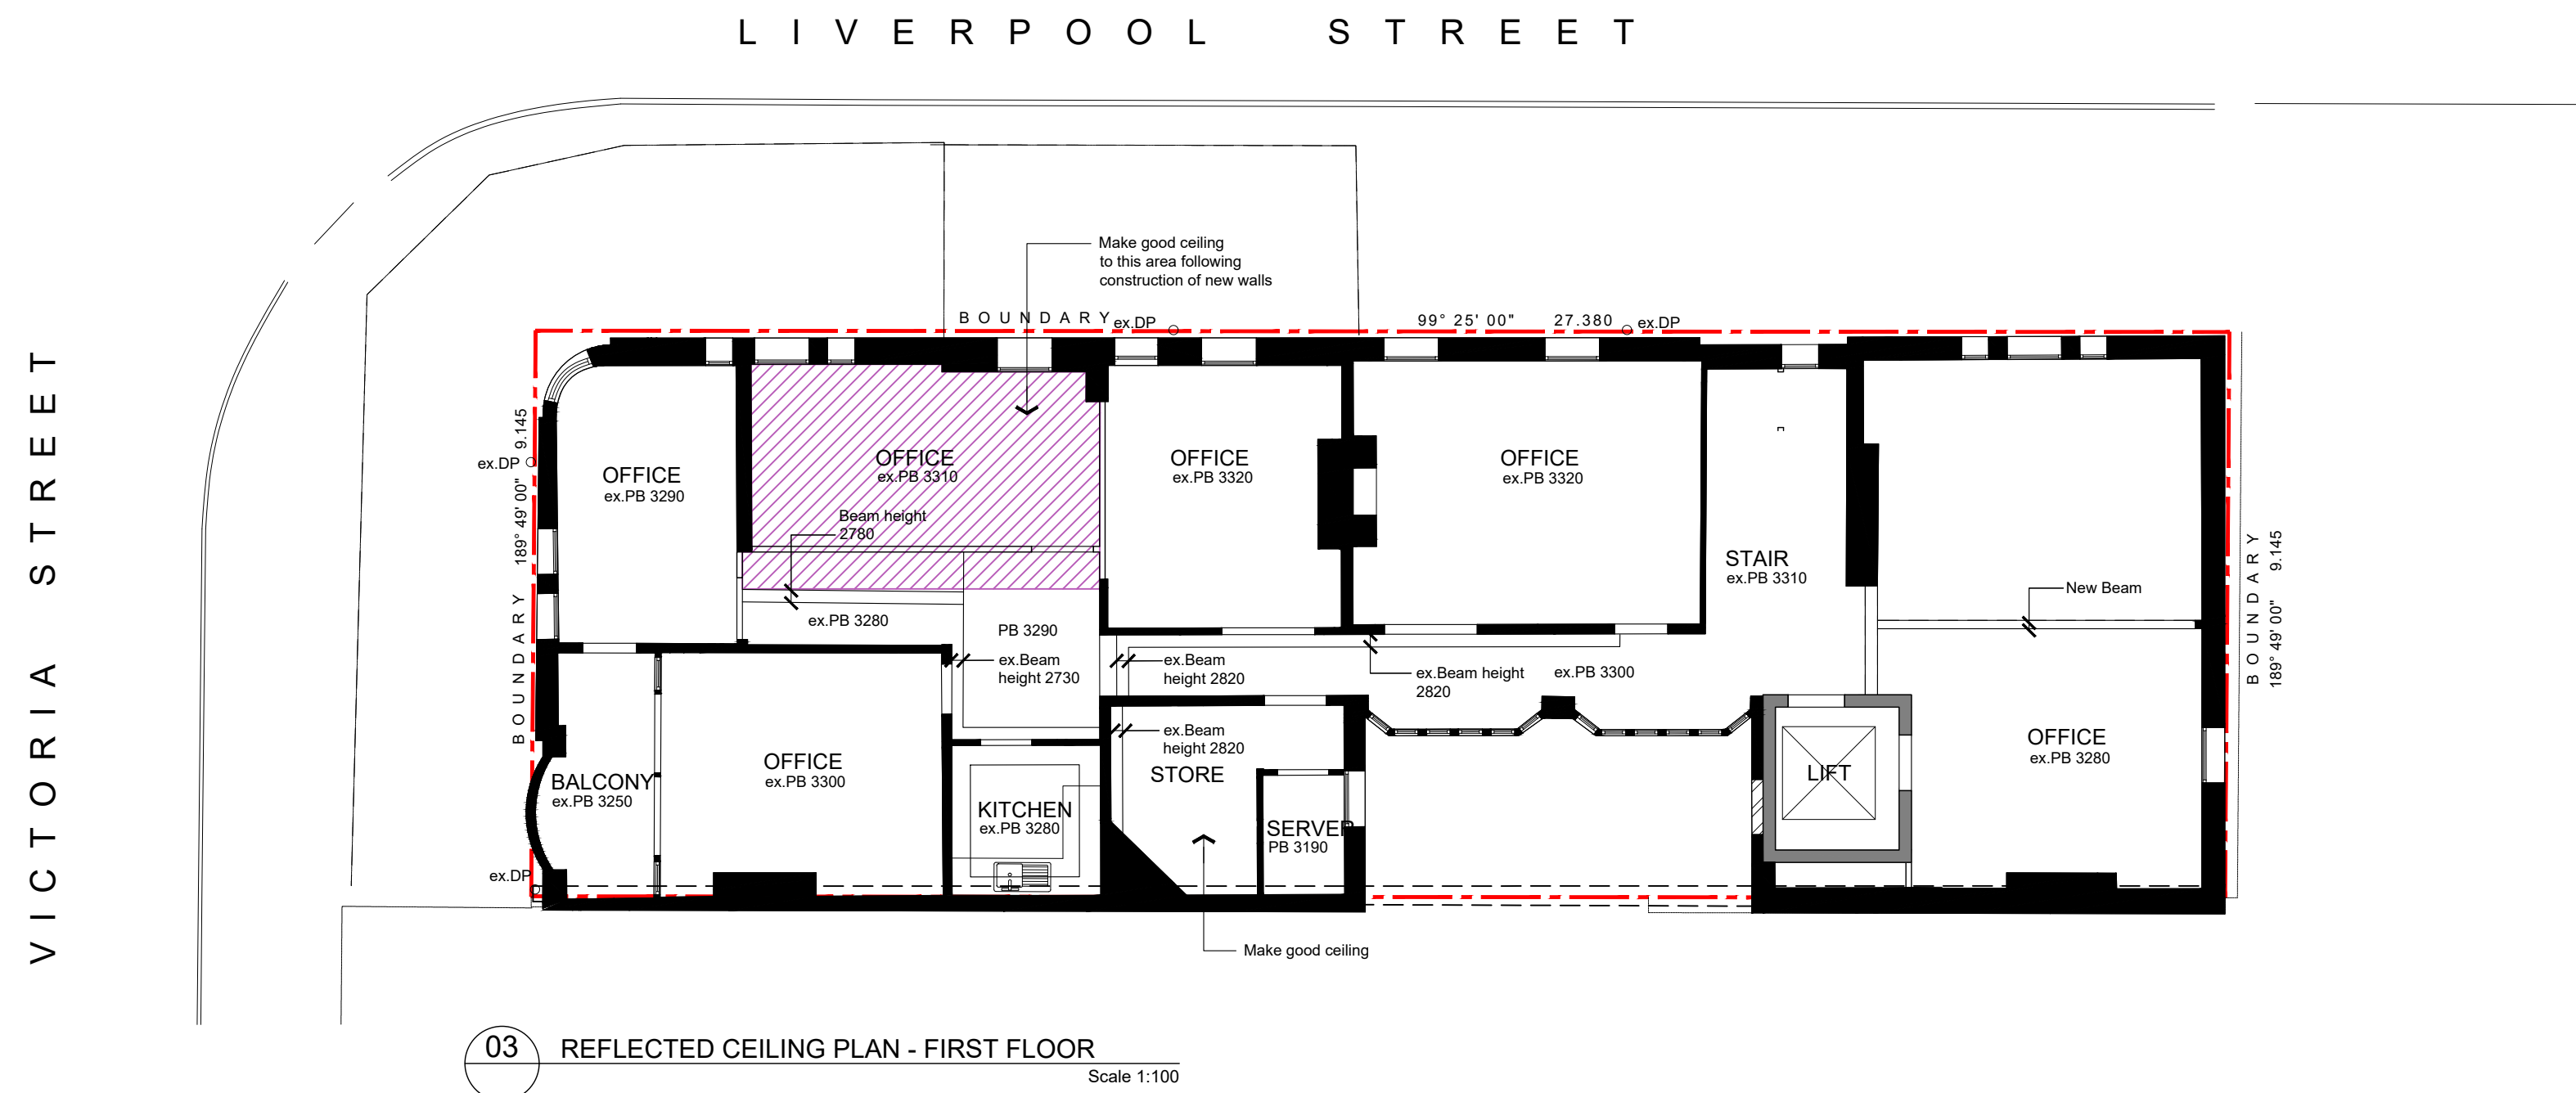 LIVERPOOL STREET
VICTORIA STREET
Make good ceiling
to this area following
construction of new walls
BOUNDARY
ex.DP
99° 25' 00" 27.380
ex.DP
ex.DP
BOUNDARY 189° 49' 00" 9.145
OFFICE
ex.PB 3290
OFFICE
ex.PB 3310
Beam height
2780
OFFICE
ex.PB 3320
OFFICE
ex.PB 3320
STAIR
ex.PB 3310
New Beam
BOUNDARY
189° 49' 00" 9.145
ex.PB 3280
PB 3290
ex.Beam
height 2730
ex.Beam
height 2820
ex.Beam height
2820
ex.PB 3300
ex.Beam
height 2820
STORE
BALCONY
ex.PB 3250
OFFICE
ex.PB 3300
KITCHEN
ex.PB 3280
SERVER
PB 3190
LIFT
OFFICE
ex.PB 3280
ex.DP
Make good ceiling
03 REFLECTED CEILING PLAN - FIRST FLOOR
Scale 1:100